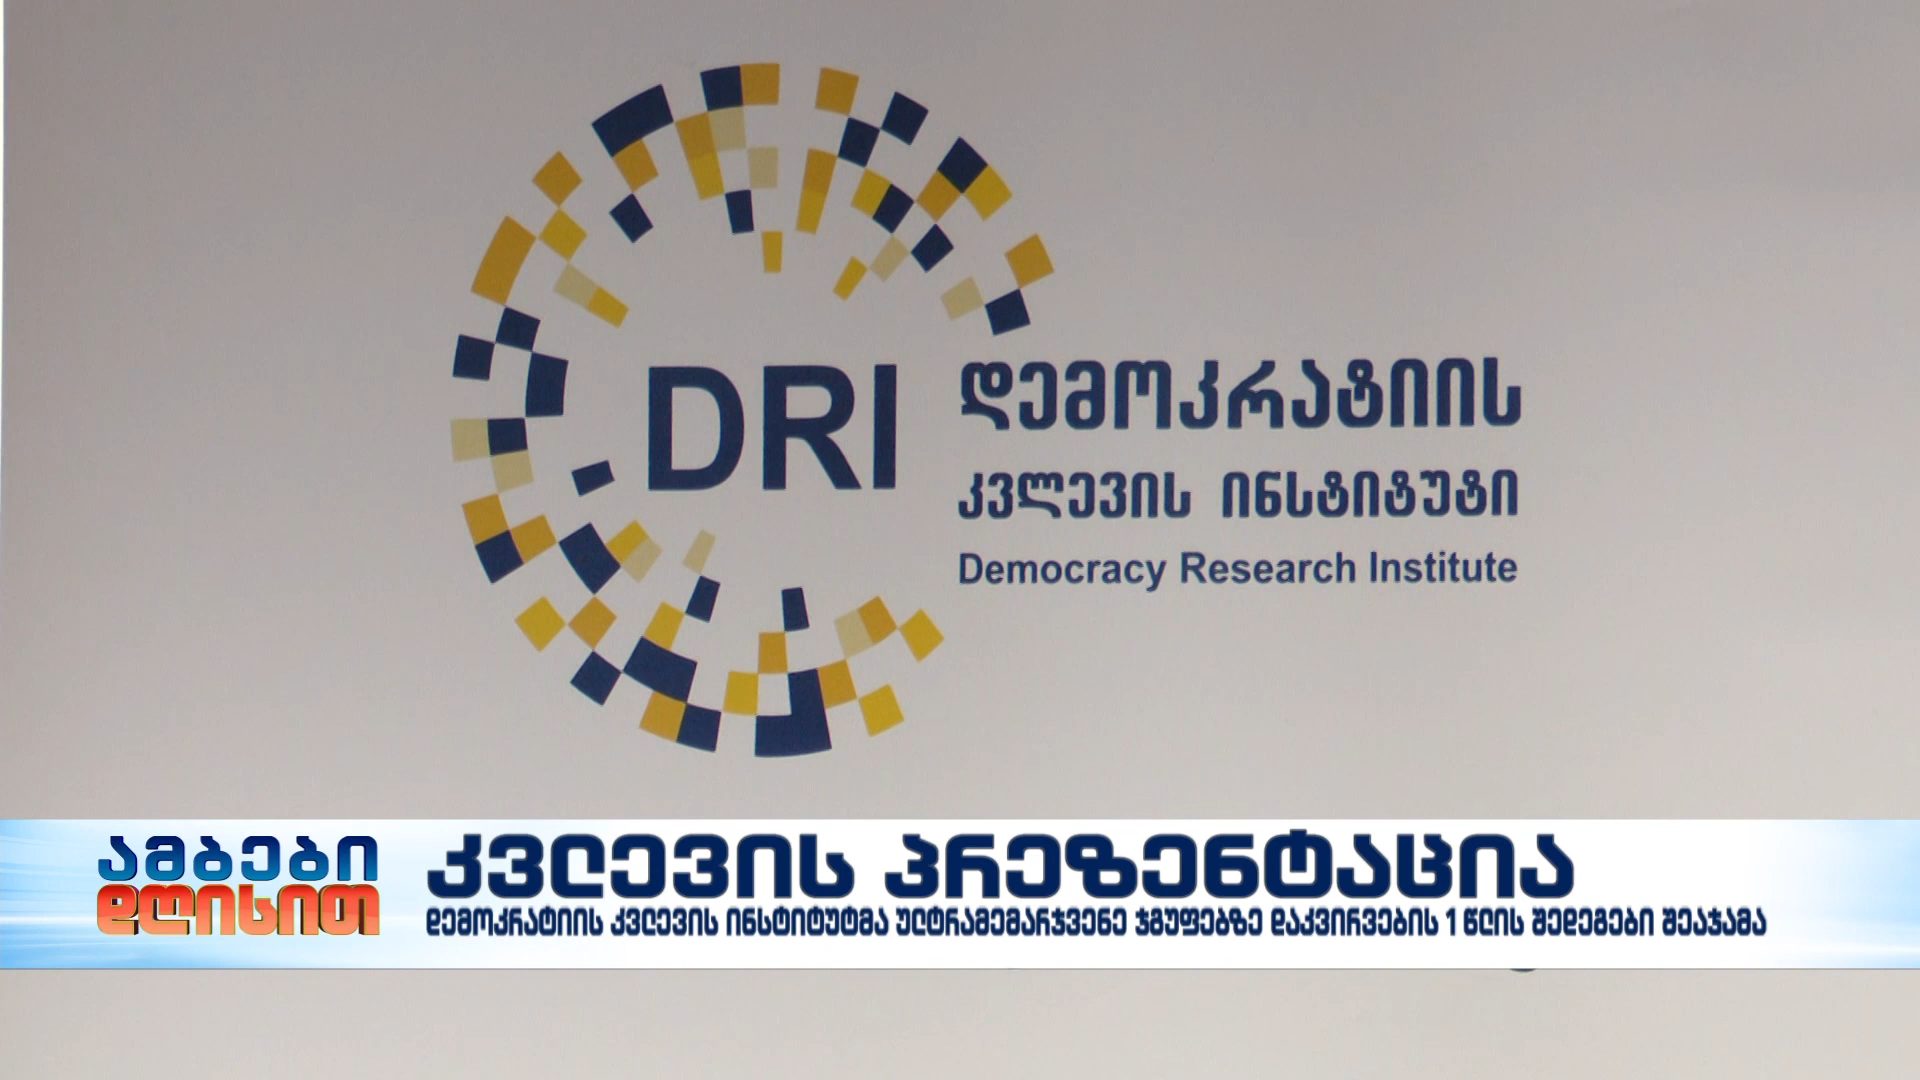 DRI
დემოკრატიის
კვლევის ინსტიტუტი
Democracy Research Institute
ამბები
დღისით
კვლევის პრეზენტაცია
დემოკრატიის კვლევის ინსტიტუტმა ულტრამემარჯვენე ჯგუფებზე დაკვირვების 1 წლის შედეგები შეაჯამა